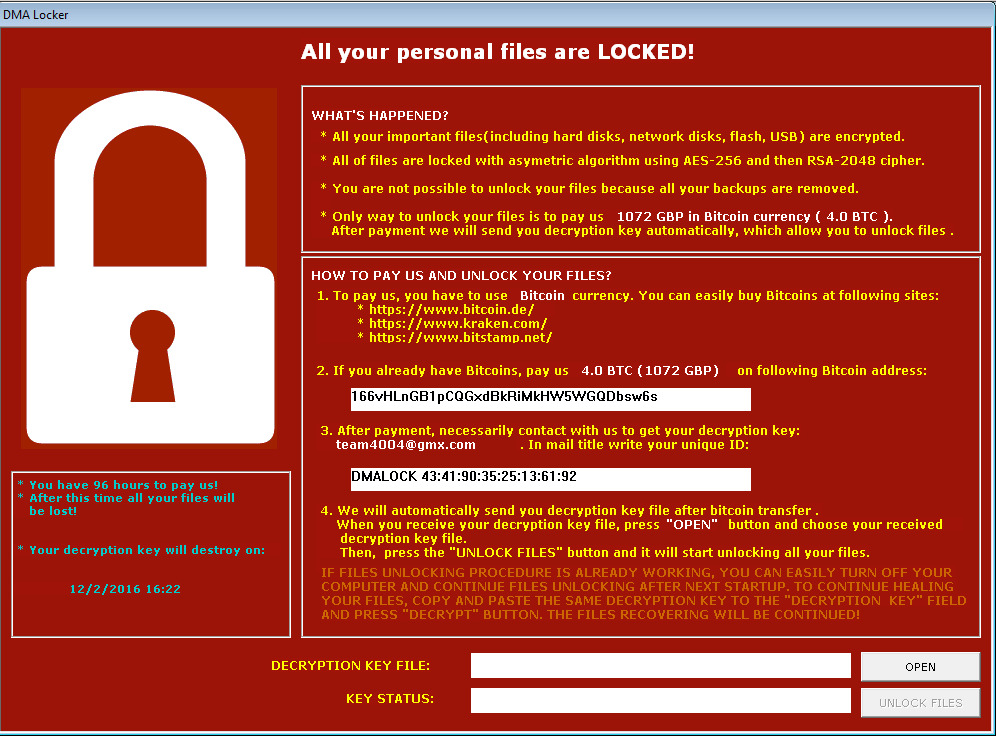 DMA Locker
All your personal files are LOCKED!
WHAT'S HAPPENED?
* All your important files(including hard disks, network disks, flash, USB) are encrypted.
* All of files are locked with asymetric algorithm using AES-256 and then RSA-2048 cipher.
* You are not possible to unlock your files because all your backups are removed.
* Only way to unlock your files is to pay us 1072 GBP in Bitcoin currency ( 4.0 BTC ).
After payment we will send you decryption key automatically, which allow you to unlock files .
HOW TO PAY US AND UNLOCK YOUR FILES?
1. To pay us, you have to use Bitcoin currency. You can easily buy Bitcoins at following sites:
* https://www.bitcoin.de/
* https://www.kraken.com/
* https://www.bitstamp.net/
2. If you already have Bitcoins, pay us 4.0 BTC (1072 GBP) on following Bitcoin address:
166vHLnGB1pCQGxdBkRiMkHW5WGQDbsw6s
3. After payment, necessarily contact with us to get your decryption key:
team4004@gmx.com . In mail title write your unique ID:
DMALOCK 43:41:90:35:25:13:61:92
4. We will automatically send you decryption key file after bitcoin transfer .
When you receive your decryption key file, press "OPEN" button and choose your received
decryption key file.
Then, press the "UNLOCK FILES" button and it will start unlocking all your files.
IF FILES UNLOCKING PROCEDURE IS ALREADY WORKING, YOU CAN EASILY TURN OFF YOUR
COMPUTER AND CONTINUE FILES UNLOCKING AFTER NEXT STARTUP. TO CONTINUE HEALING
YOUR FILES, COPY AND PASTE THE SAME DECRYPTION KEY TO THE "DECRYPTION KEY" FIELD
AND PRESS "DECRYPT" BUTTON. THE FILES RECOVERING WILL BE CONTINUED!
* You have 96 hours to pay us!
* After this time all your files will
be lost!
* Your decryption key will destroy on:
12/2/2016 16:22
DECRYPTION KEY FILE:
OPEN
KEY STATUS:
UNLOCK FILES